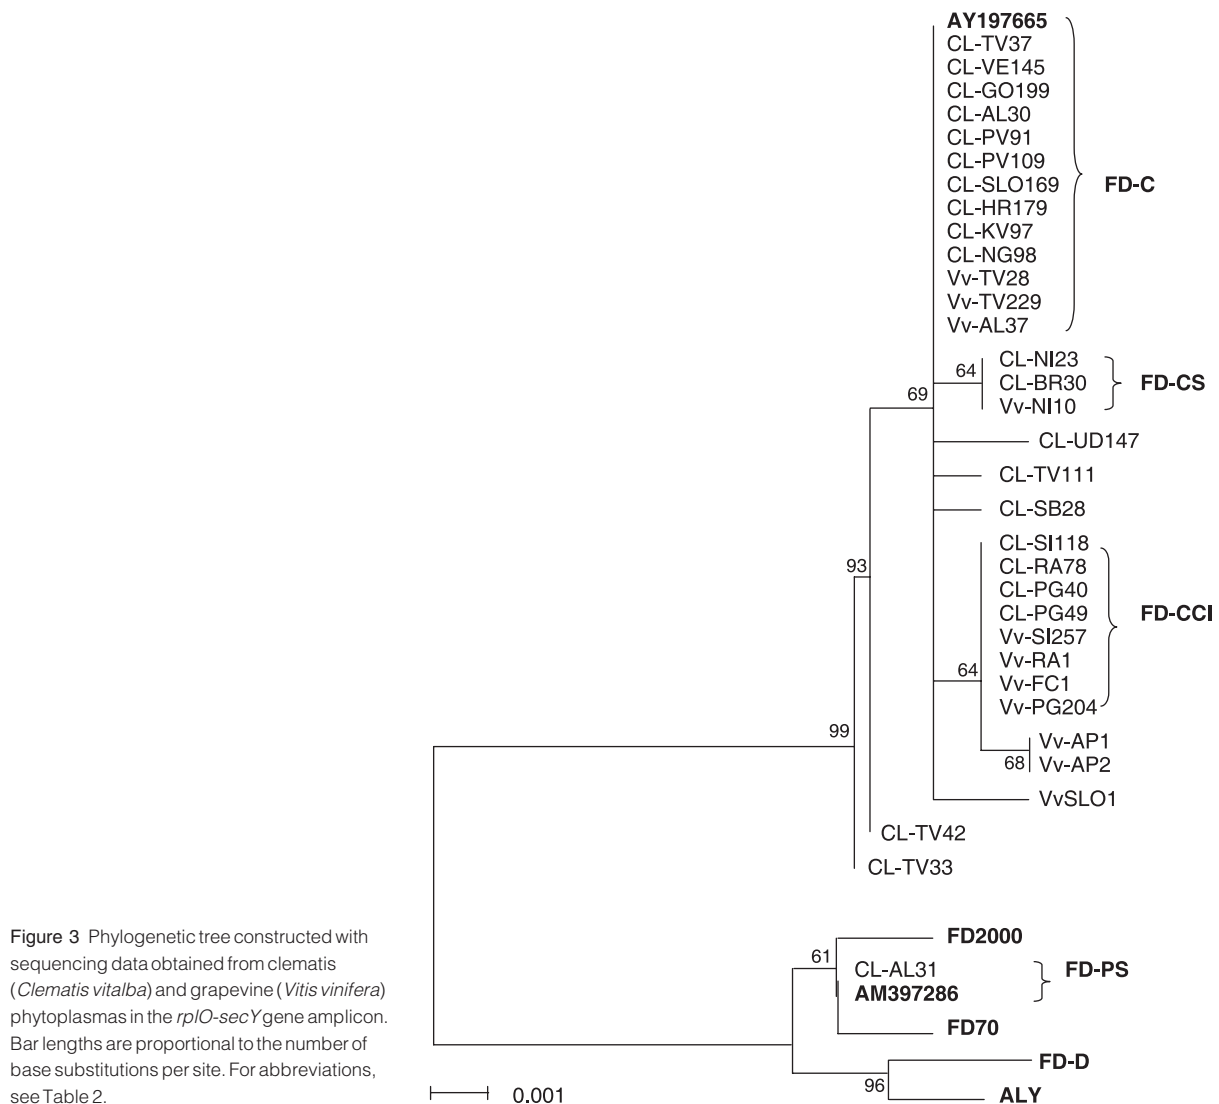 AY197665
CL-TV37
CL-VE145
CL-GO199
CL-AL30
CL-PV91
CL-PV109
CL-SLO169
CL-HR179
CL-KV97
CL-NG98
Vv-TV28
Vv-TV229
Vv-AL37
FD-C
CL-NI23
CL-BR30
Vv-NI10
64
FD-CS
69
CL-UD147
CL-TV111
CL-SB28
CL-SI118
CL-RA78
CL-PG40
CL-PG49
Vv-SI257
Vv-RA1
Vv-FC1
Vv-PG204
FD-CCI
93
64
99
Vv-AP1
68
Vv-AP2
VvSLO1
CL-TV42
CL-TV33
FD2000
61
CL-AL31
AM397286
FD-PS
FD70
FD-D
96
ALY
0.001
Figure 3 Phylogenetic tree constructed with
sequencing data obtained from clematis
(Clematis vitalba) and grapevine (Vitis vinifera)
phytoplasmas in the rplO-secY gene amplicon.
Bar lengths are proportional to the number of
base substitutions per site. For abbreviations,
see Table 2.